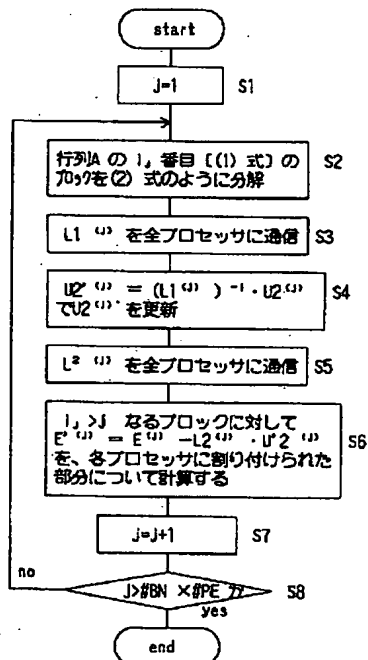 start
J=1 S1
行列A の i｣ 番目 [(1) 式] の S2
ブロックを(2) 式のように分解
L1 (J) を全プロセッサに通信 S3
U2' (J) = (L1 (J) ) -1 · U2 (J) S4
でU2 (J) を更新
L2 (J) を全プロセッサに通信 S5
i｣ >j なるブロックに対して
E' (J) = E (J) -L2 (J) · U'2 (J) S6
を、各プロセッサに割り付けられた
部分について計算する
J=J+1 S7
no
J>#BN ×#PE S8
yes
end